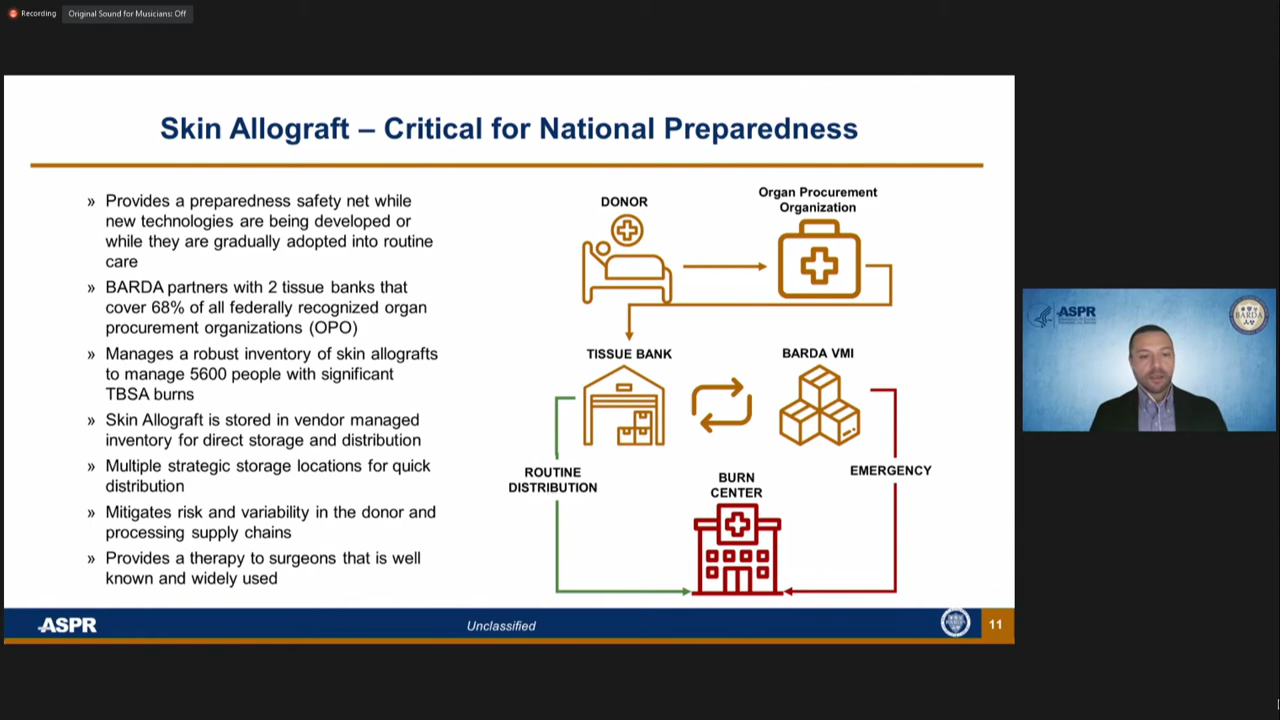 Recording
Original Sound for Musicians: Off
Skin Allograft – Critical for National Preparedness
» Provides a preparedness safety net while
new technologies are being developed or
while they are gradually adopted into routine
care
» BARDA partners with 2 tissue banks that
cover 68% of all federally recognized organ
procurement organizations (OPO)
» Manages a robust inventory of skin allografts
to manage 5600 people with significant
TBSA burns
» Skin Allograft is stored in vendor managed
inventory for direct storage and distribution
» Multiple strategic storage locations for quick
distribution
» Mitigates risk and variability in the donor and
processing supply chains
» Provides a therapy to surgeons that is well
known and widely used
DONOR
Organ Procurement
Organization
TISSUE BANK
BARDA VMI
ROUTINE
DISTRIBUTION
BURN
CENTER
EMERGENCY
ASPR
Unclassified
11
ASPR
BARDA